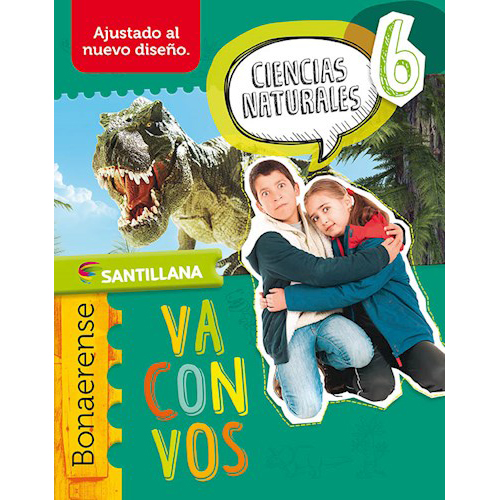 Ajustado al
nuevo diseño.
CIENCIAS
NATURALES
6
SANTILLANA
Bonaerense
VA
CON
VOS